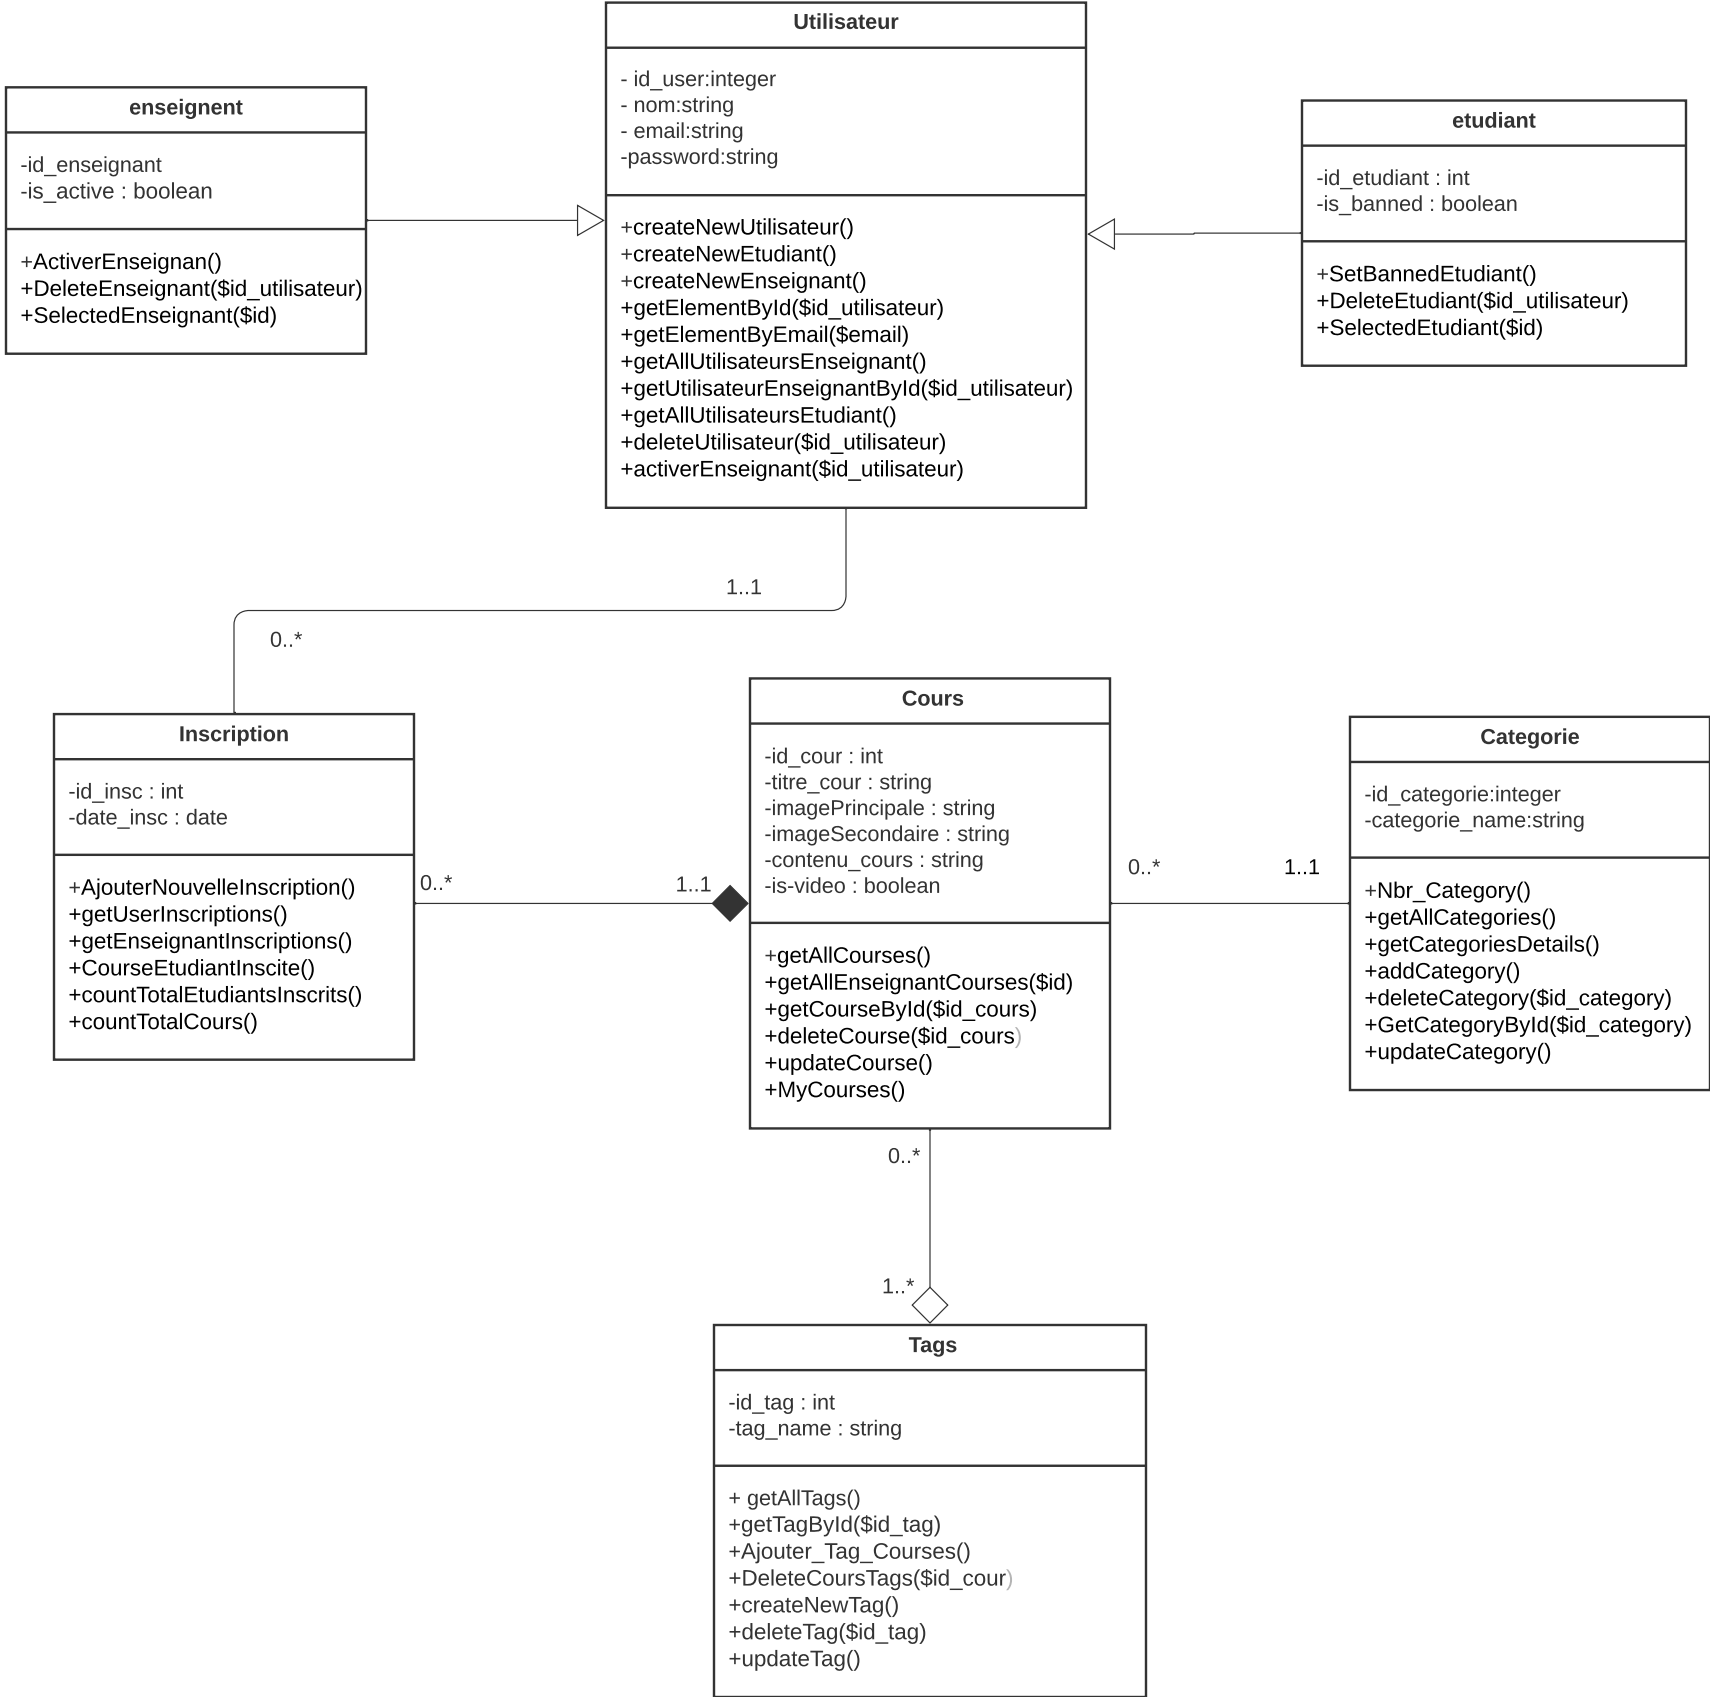 Utilisateur
- id_user:integer
- nom:string
- email:string
-password:string
+createNewUtilisateur()
+createNewEtudiant()
+createNewEnseignant()
+getElementById($id_utilisateur)
+getElementByEmail($email)
+getAllUtilisateursEnseignant()
+getUtilisateurEnseignantById($id_utilisateur)
+getAllUtilisateursEtudiant()
+deleteUtilisateur($id_utilisateur)
+activerEnseignant($id_utilisateur)
enseignent
-id_enseignant
-is_active : boolean
+ActiverEnseignan()
+DeleteEnseignant($id_utilisateur)
+SelectedEnseignant($id)
etudiant
-id_etudiant : int
-is_banned : boolean
+SetBannedEtudiant()
+DeleteEtudiant($id_utilisateur)
+SelectedEtudiant($id)
1..1
0..*
Inscription
-id_insc : int
-date_insc : date
+AjouterNouvelleInscription()
+getUserInscriptions()
+getEnseignantInscriptions()
+CourseEtudiantInscite()
+countTotalEtudiantsInscrits()
+countTotalCours()
0..*
1..1
Cours
-id_cour : int
-titre_cour : string
-imagePrincipale : string
-imageSecondaire : string
-contenu_cours : string
-is-video : boolean
+getAllCourses()
+getAllEnseignantCourses($id)
+getCourseById($id_cours)
+deleteCourse($id_cours)
+updateCourse()
+MyCourses()
0..*
1..1
Categorie
-id_categorie:integer
-categorie_name:string
+Nbr_Category()
+getAllCategories()
+getCategoriesDetails()
+addCategory()
+deleteCategory($id_category)
+GetCategoryById($id_category)
+updateCategory()
0..*
1..*
Tags
-id_tag : int
-tag_name : string
+ getAllTags()
+getTagById($id_tag)
+Ajouter_Tag_Courses()
+DeleteCoursTags($id_cour)
+createNewTag()
+deleteTag($id_tag)
+updateTag()